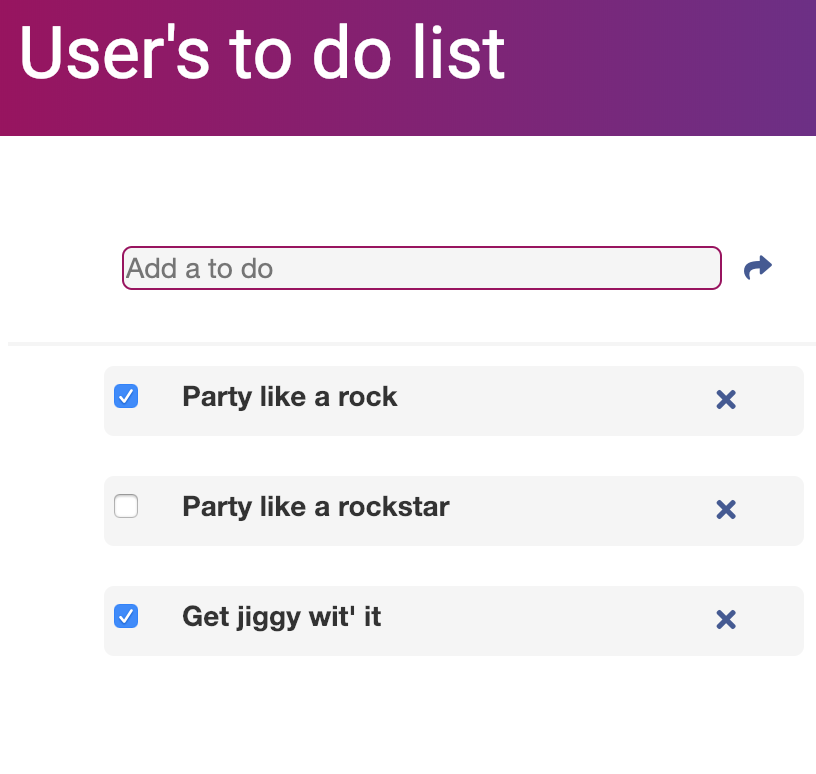 User's to do list
Add a to do
Party like a rock
Party like a rockstar
Get jiggy wit' it